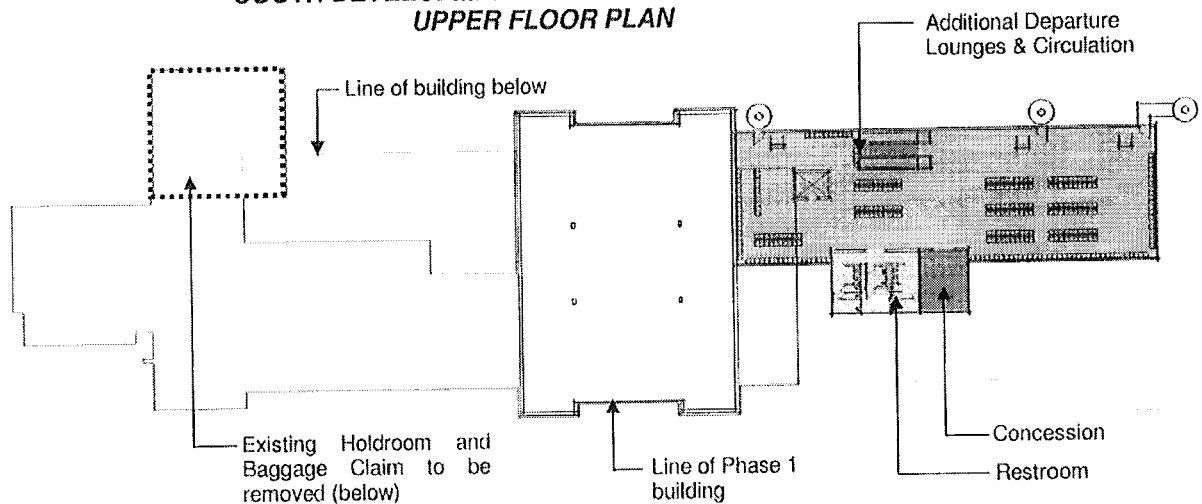 UPPER FLOOR PLAN
Additional Departure
Lounges & Circulation
Line of building below
Existing Holdroom and
Baggage Claim to be
removed (below)
Line of Phase 1
building
Concession
Restroom